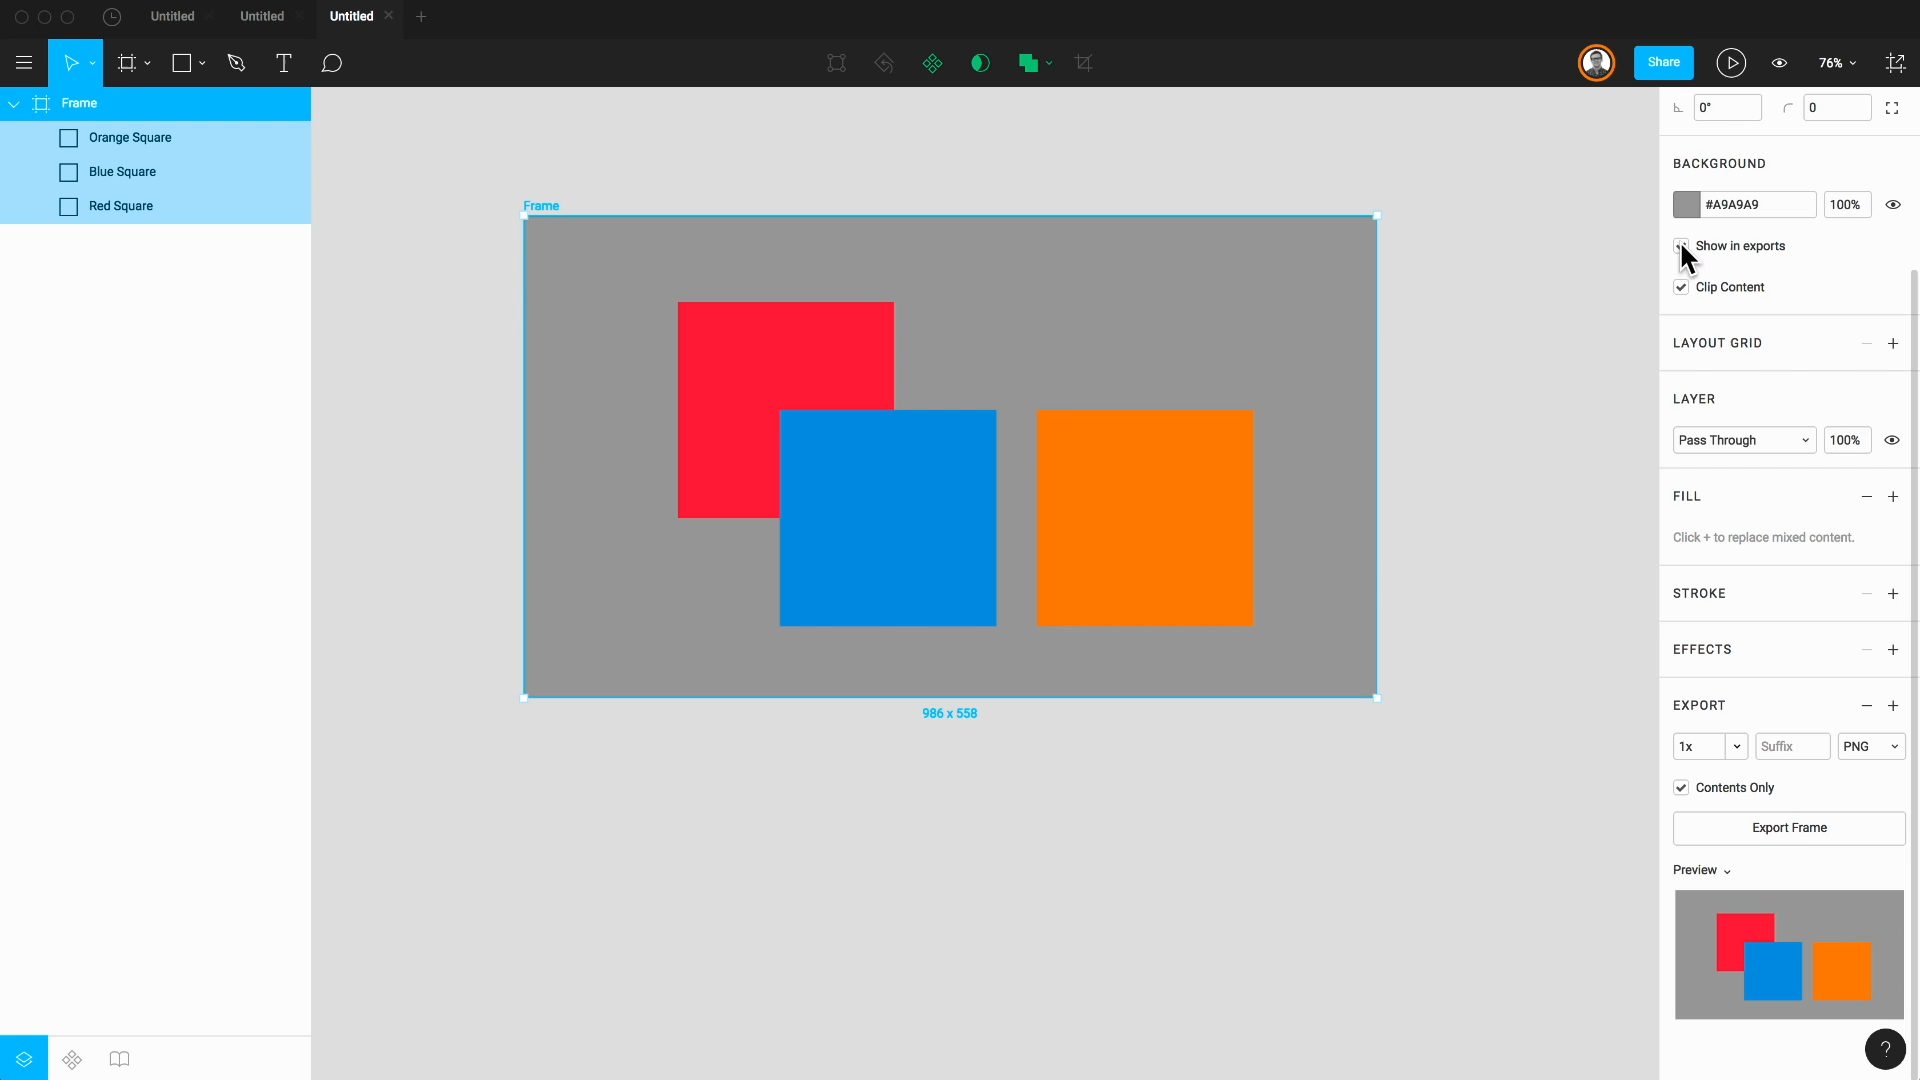 Untitled
Untitled
Untitled
Share
76%
Frame
Orange Square
Blue Square
Red Square
Frame
986 x 558
0°
0
BACKGROUND
#A9A9A9
100%
Show in exports
Clip Content
LAYOUT GRID
LAYER
Pass Through
100%
FILL
Click + to replace mixed content.
STROKE
EFFECTS
EXPORT
1x
Suffix
PNG
Contents Only
Export Frame
Preview
?